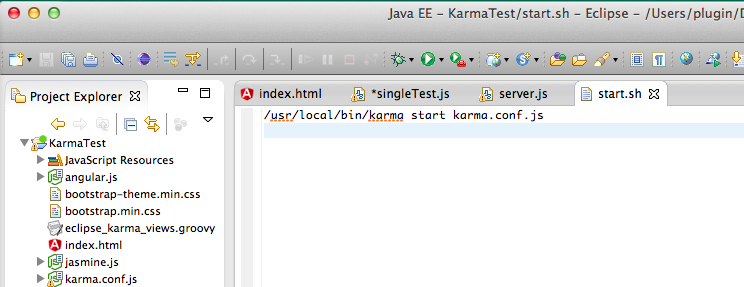 Java EE - KarmaTest/start.sh - Eclipse - /Users/plugin/D
Project Explorer
index.html
*singleTest.js
server.js
start.sh
/usr/local/bin/karma start karma.conf.js
KarmaTest
JavaScript Resources
angular.js
bootstrap-theme.min.css
bootstrap.min.css
eclipse_karma_views.groovy
index.html
jasmine.js
karma.conf.js